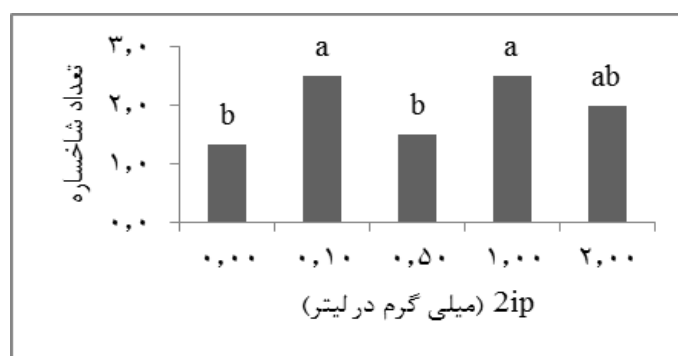 تعداد شاخساره
۳,۰
۲,۰
۱,۰
۰,۰
b a b a ab
۰,۰۰ ۰,۱۰ ۰,۵۰ ۱,۰۰ ۲,۰۰
2ip (میلی گرم در لیتر)